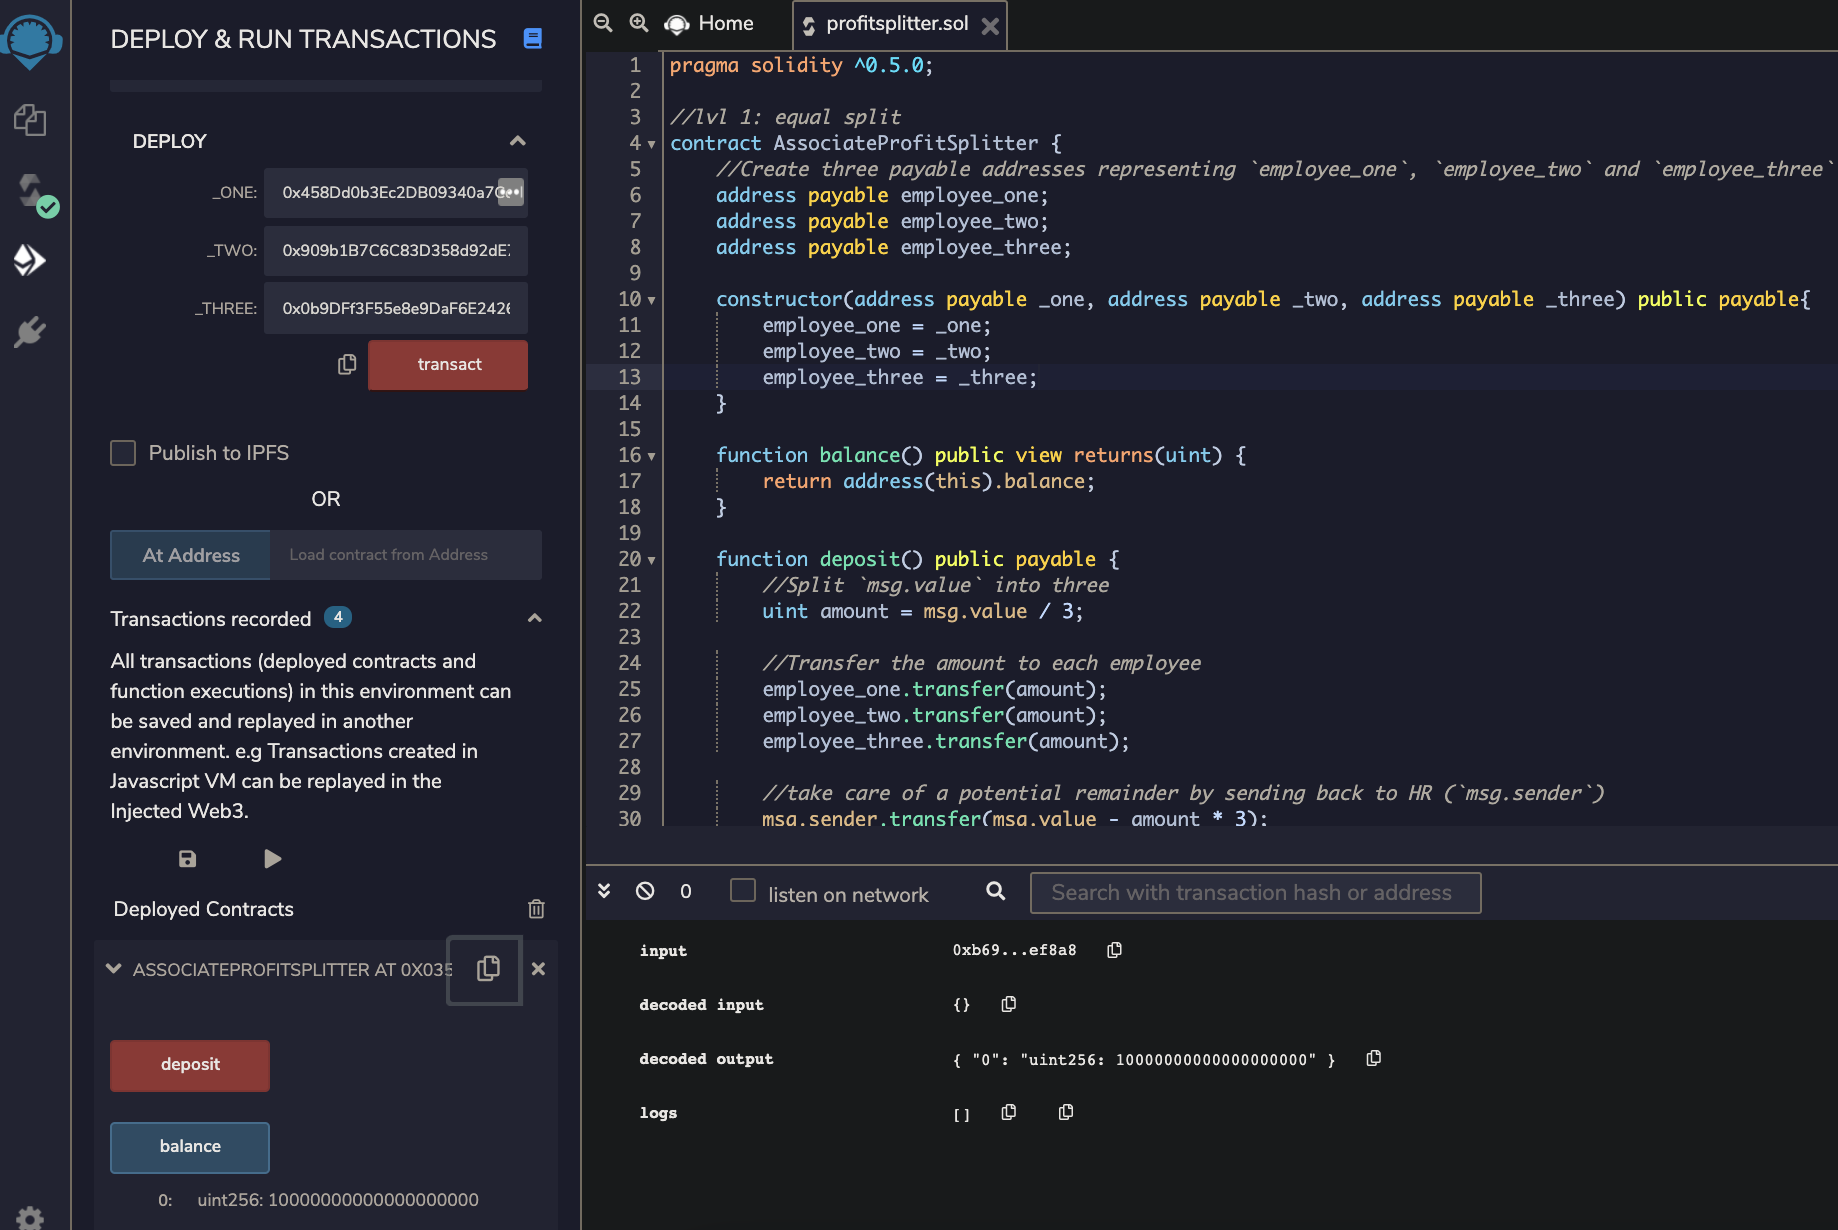 DEPLOY & RUN TRANSACTIONS
DEPLOY
_ONE: 0x458Dd0b3Ec2DB09340a7
_TWO: 0x909b1B7C6C83D358d92dE
_THREE: 0x0b9DFf3F55e8e9DaF6E2426
transact
Publish to IPFS
OR
At Address Load contract from Address
Transactions recorded 4
All transactions (deployed contracts and
function executions) in this environment can
be saved and replayed in another
environment. e.g Transactions created in
Javascript VM can be replayed in the
Injected Web3.
Deployed Contracts
ASSOCIATEPROFITSPLITTER AT 0X035
deposit
balance
0: uint256: 10000000000000000000
Home
profitsplitter.sol
1 pragma solidity ^0.5.0;
2
3 //lvl 1: equal split
4 contract AssociateProfitSplitter {
5 //Create three payable addresses representing `employee_one`, `employee_two` and `employee_three`
6 address payable employee_one;
7 address payable employee_two;
8 address payable employee_three;
9
10 constructor(address payable _one, address payable _two, address payable _three) public payable{
11 employee_one = _one;
12 employee_two = _two;
13 employee_three = _three;
14 }
15
16 function balance() public view returns(uint) {
17 return address(this).balance;
18 }
19
20 function deposit() public payable {
21 //Split `msg.value` into three
22 uint amount = msg.value / 3;
23
24 //Transfer the amount to each employee
25 employee_one.transfer(amount);
26 employee_two.transfer(amount);
27 employee_three.transfer(amount);
28
29 //take care of a potential remainder by sending back to HR (`msg.sender`)
30 msg.sender.transfer(msg.value - amount * 3);
0 listen on network Search with transaction hash or address
input 0xb69...ef8a8
decoded input {}
decoded output { "0": "uint256: 10000000000000000000" }
logs []